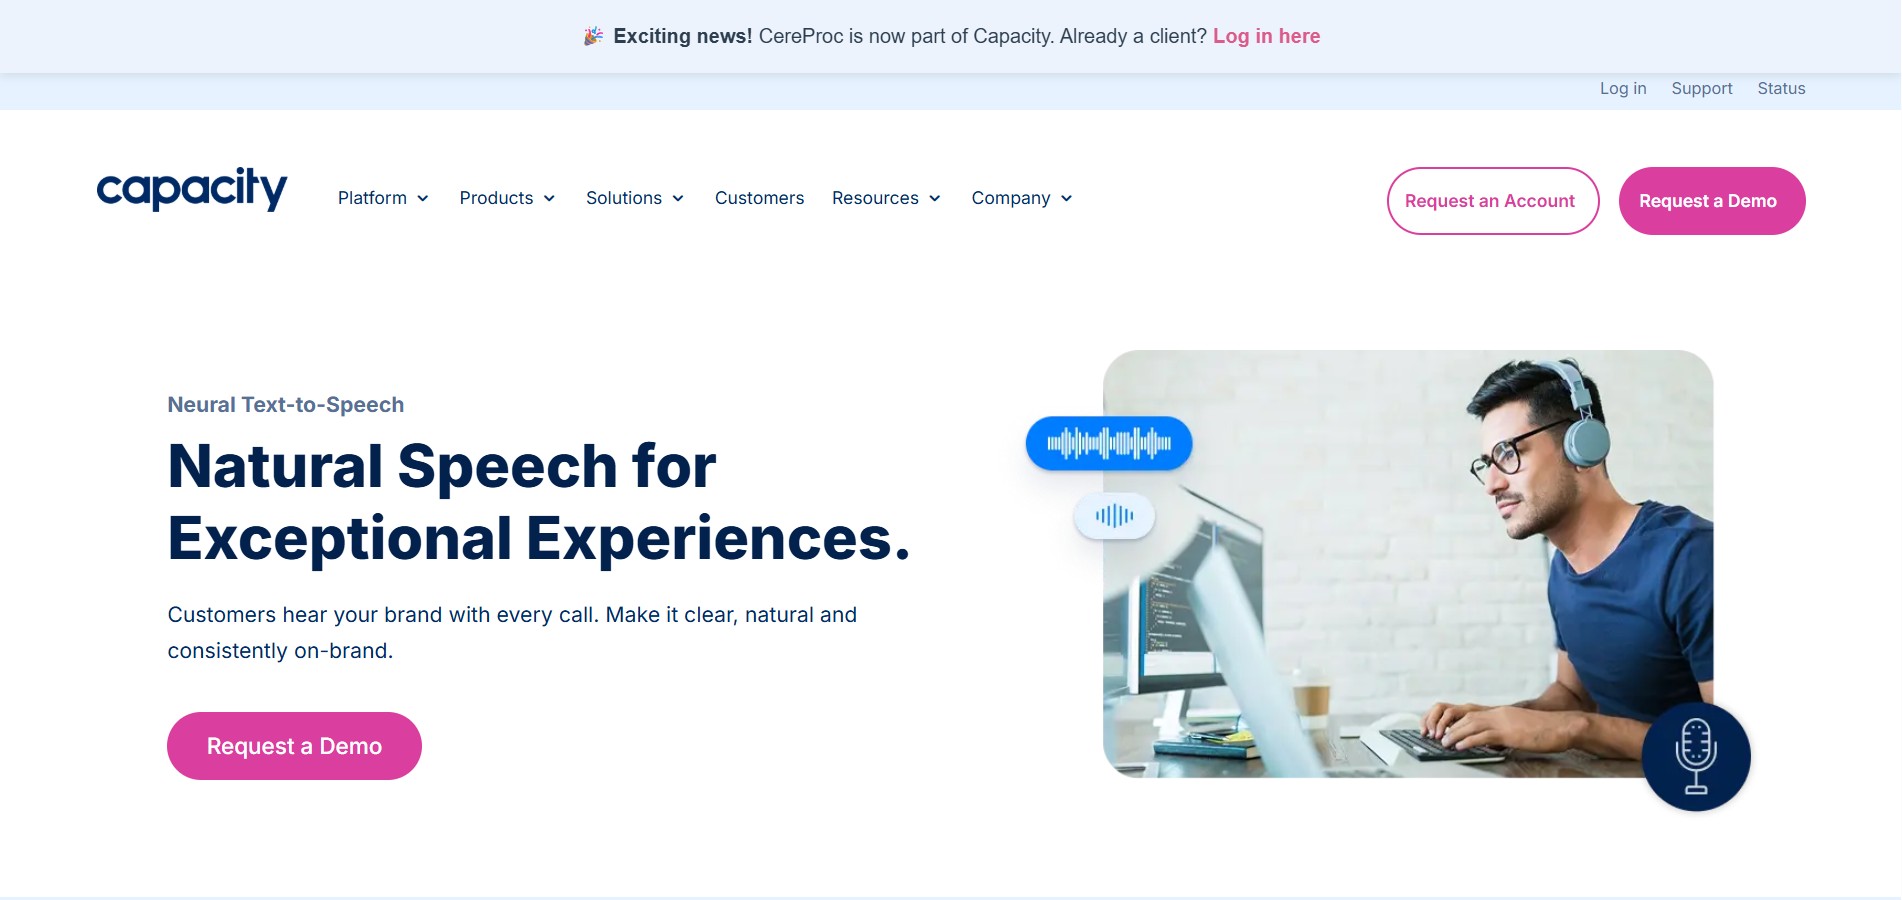 🎉 Exciting news! CereProc is now part of Capacity. Already a client? Log in here
Log in Support Status
capacity Platform Products Solutions Customers Resources Company Request an Account Request a Demo
Neural Text-to-Speech
Natural Speech for
Exceptional Experiences.
Customers hear your brand with every call. Make it clear, natural and
consistently on-brand.
Request a Demo